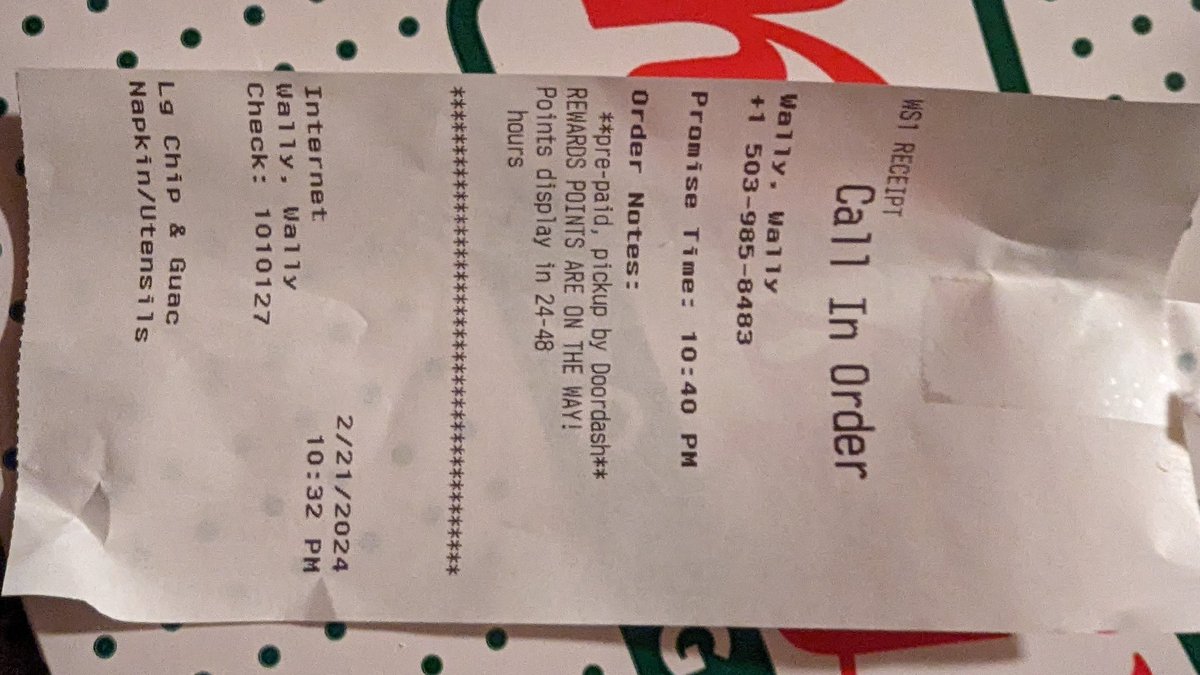 WS1 RECEIPT
Call In Order
Wally, Wally
+1 503-985-8483
Promise Time: 10:40 PM
Order Notes:
**pre-paid, pickup by Doordash**
REWARDS POINTS ARE ON THE WAY!
Points display in 24-48
hours
********************************
2/21/2024
Internet 10:32 PM
Wally, Wally
Check: 1010127
Lg Chip & Guac
Napkin/Utensils
G